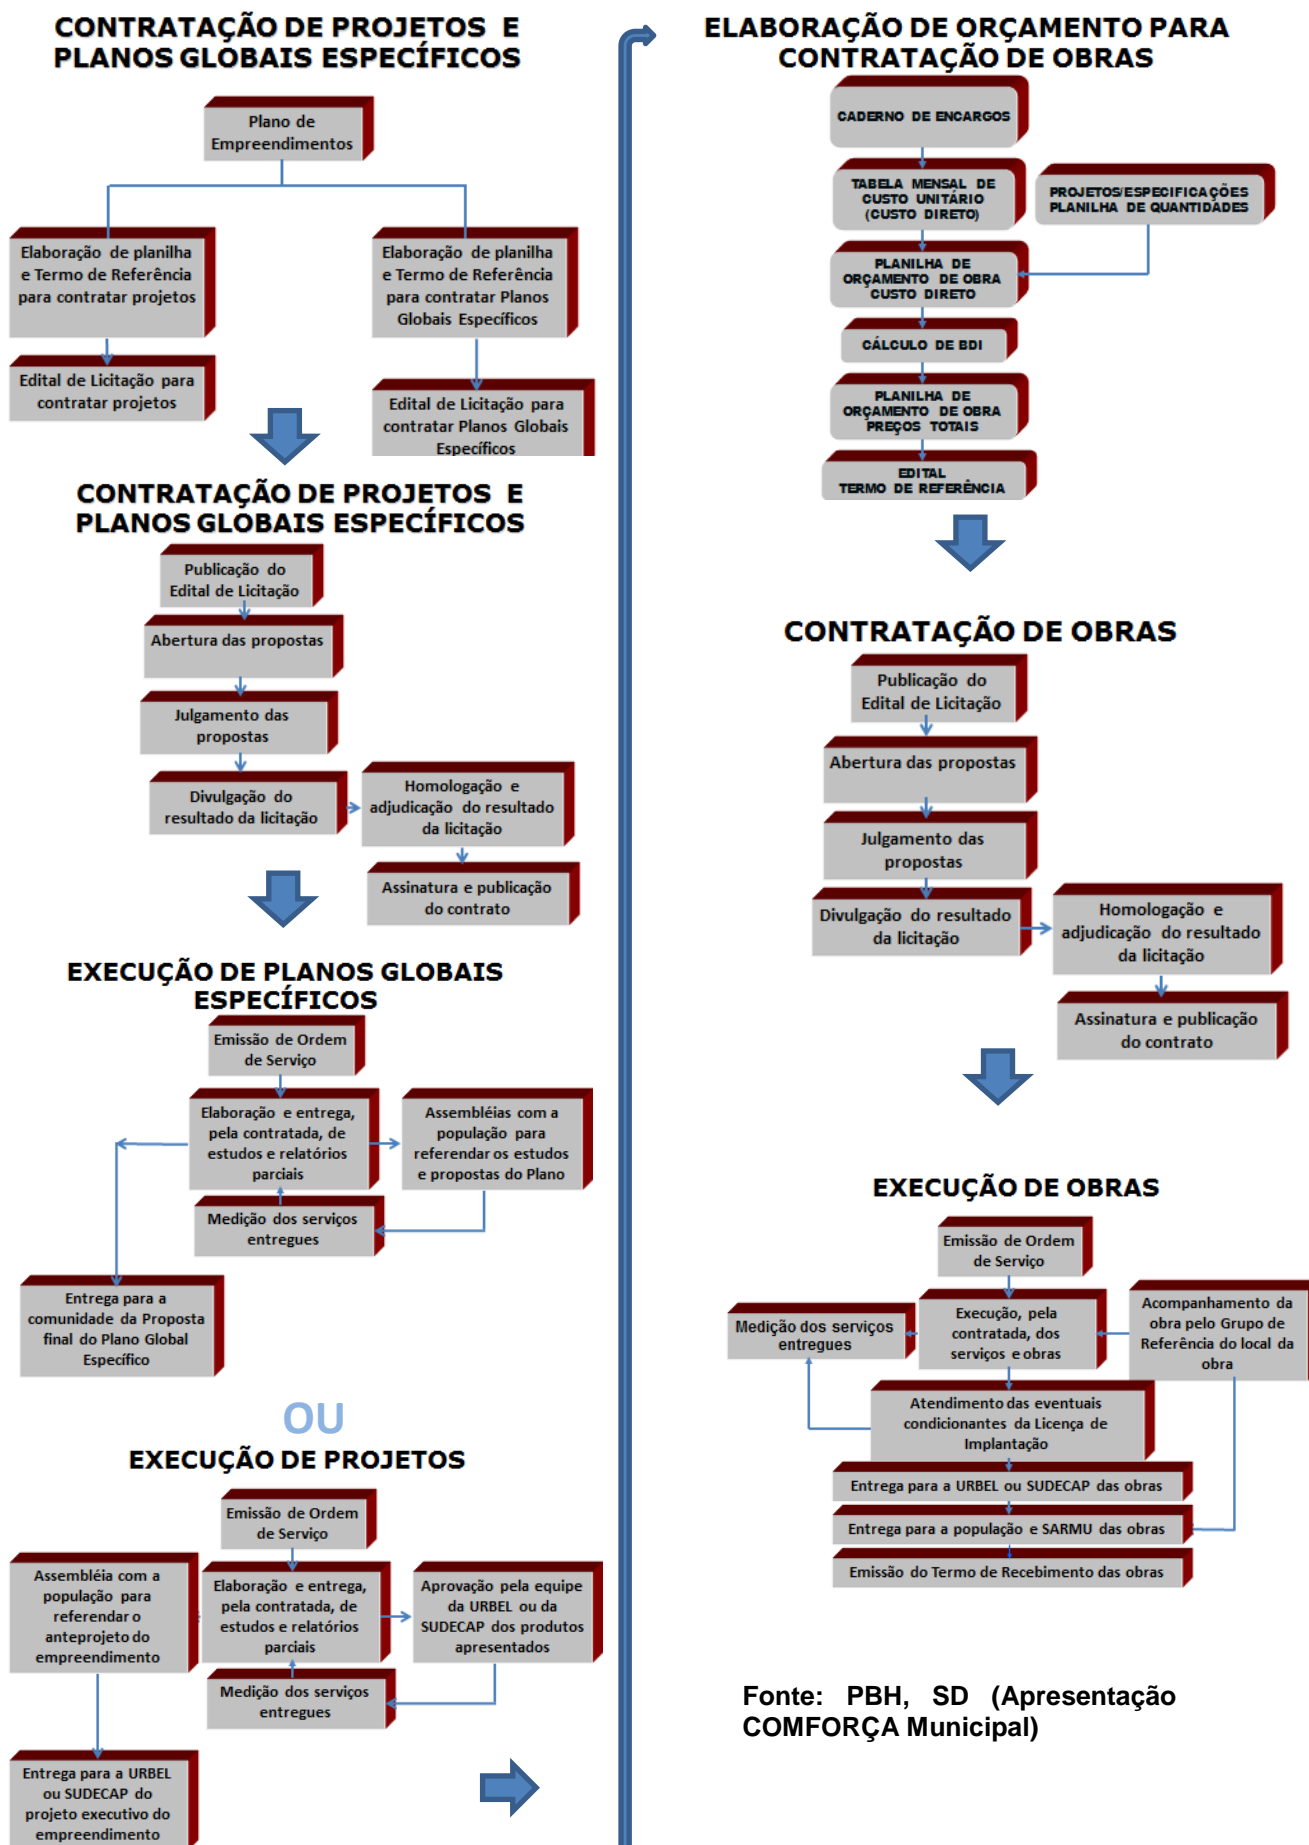 CONTRATAÇÃO DE PROJETOS E
PLANOS GLOBAIS ESPECÍFICOS
Plano de
Empreendimentos
Elaboração de planilha
e Termo de Referência
para contratar projetos
Elaboração de planilha
e Termo de Referência
para contratar Planos
Globais Específicos
Edital de Licitação para
contratar projetos
Edital de Licitação para
contratar Planos Globais
Específicos
CONTRATAÇÃO DE PROJETOS E
PLANOS GLOBAIS ESPECÍFICOS
Publicação do
Edital de Licitação
Abertura das propostas
Julgamento das
propostas
Divulgação do
resultado da licitação
Homologação e
adjudicação do resultado
da licitação
Assinatura e publicação
do contrato
EXECUÇÃO DE PLANOS GLOBAIS
ESPECÍFICOS
Emissão de Ordem
de Serviço
Elaboração e entrega,
pela contratada, de
estudos e relatórios
parciais
Assembléias com a
população para
referendar os estudos
e propostas do Plano
Medição dos serviços
entregues
Entrega para a
comunidade da Proposta
final do Plano Global
Específico
OU
EXECUÇÃO DE PROJETOS
Emissão de Ordem
de Serviço
Assembléia com a
população para
referendar o
anteprojeto do
empreendimento
Elaboração e entrega,
pela contratada, de
estudos e relatórios
parciais
Aprovação pela equipe
da URBEL ou da
SUDECAP dos produtos
apresentados
Medição dos serviços
entregues
Entrega para a URBEL
ou SUDECAP do
projeto executivo do
empreendimento
ELABORAÇÃO DE ORÇAMENTO PARA
CONTRATAÇÃO DE OBRAS
CADERNO DE ENCARGOS
TABELA MENSAL DE
CUSTO UNITÁRIO
(CUSTO DIRETO)
PROJETOS/ESPECIFICAÇÕES
PLANILHA DE QUANTIDADES
PLANILHA DE
ORÇAMENTO DE OBRA
CUSTO DIRETO
CÁLCULO DE BDI
PLANILHA DE
ORÇAMENTO DE OBRA
PREÇOS TOTAIS
EDITAL
TERMO DE REFERÊNCIA
CONTRATAÇÃO DE OBRAS
Publicação do
Edital de Licitação
Abertura das propostas
Julgamento das
propostas
Divulgação do resultado
da licitação
Homologação e
adjudicação do resultado
da licitação
Assinatura e publicação
do contrato
EXECUÇÃO DE OBRAS
Emissão de Ordem
de Serviço
Medição dos serviços
entregues
Execução, pela
contratada, dos
serviços e obras
Acompanhamento da
obra pelo Grupo de
Referência do local da
obra
Atendimento das eventuais
condicionantes da Licença de
Implantação
Entrega para a URBEL ou SUDECAP das obras
Entrega para a população e SARMU das obras
Emissão do Termo de Recebimento das obras
Fonte: PBH, SD (Apresentação
COMFORÇA Municipal)